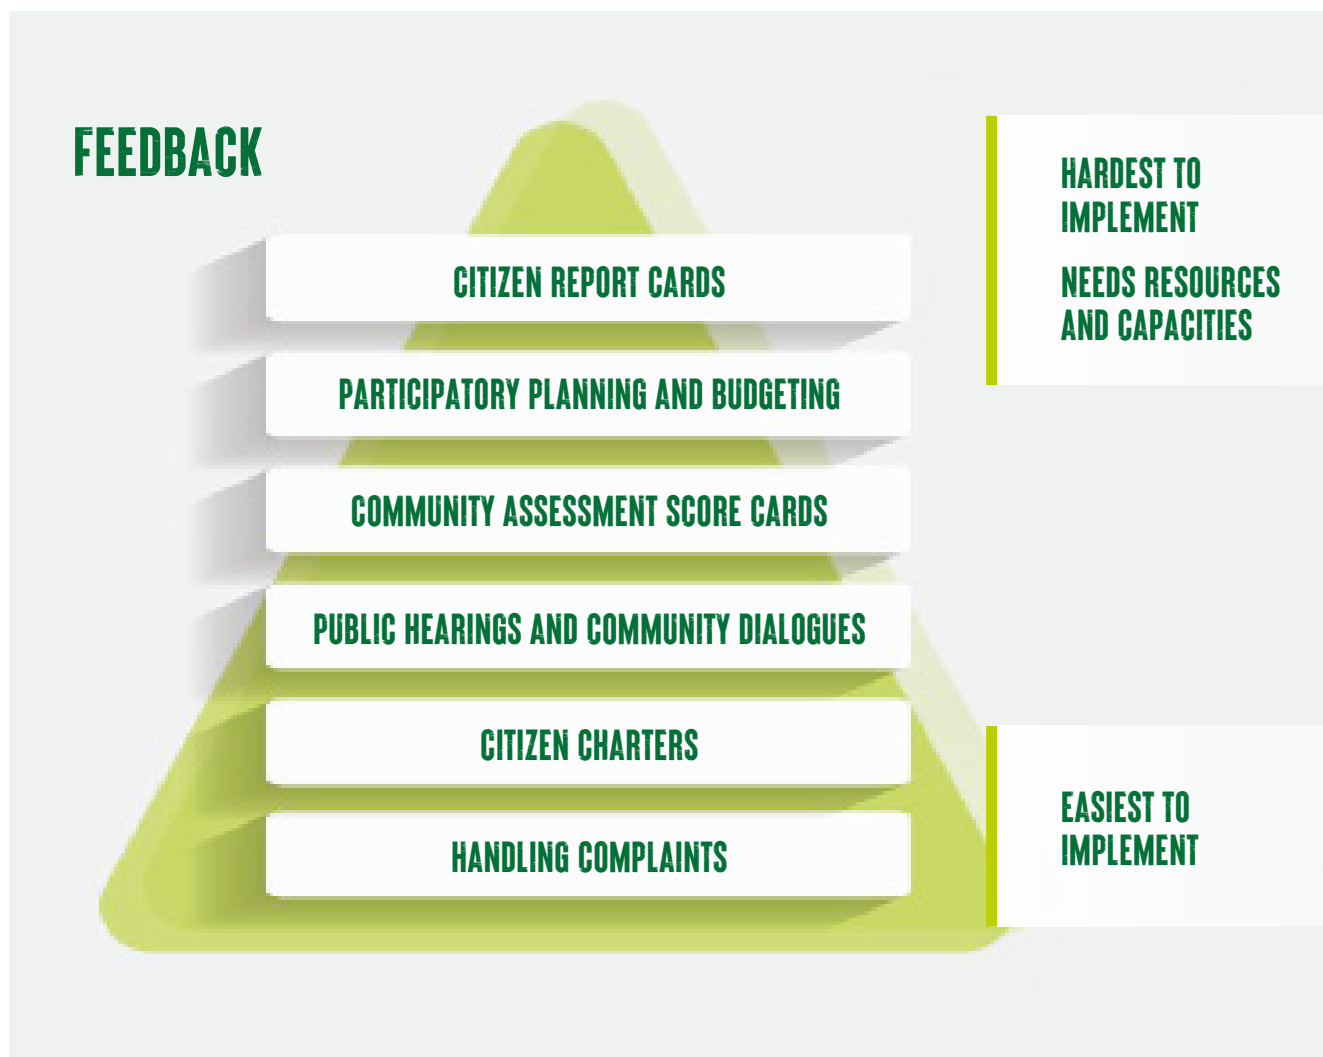 FEEDBACK
CITIZEN REPORT CARDS
PARTICIPATORY PLANNING AND BUDGETING
COMMUNITY ASSESSMENT SCORE CARDS
PUBLIC HEARINGS AND COMMUNITY DIALOGUES
CITIZEN CHARTERS
HANDLING COMPLAINTS
HARDEST TO
IMPLEMENT
NEEDS RESOURCES
AND CAPACITIES
EASIEST TO
IMPLEMENT